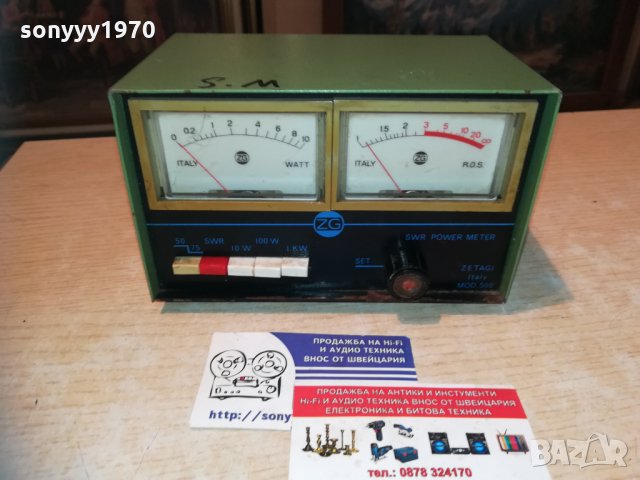 sonyyy1970
S.M
0 0.2 2 4 6 8 10
ITALY ZG WATT
1 1.5 2 3 5 10 20 ∞
ITALY ZG R.O.S.
ZG
SWR POWER METER
50 75 SWR 10 W 100 W 1 KW
SET
ZETAGI
Italy
MOD.500
ПРОДАЖБА НА Hi-Fi
И АУДИО ТЕХНИКА
ВНОС ОТ ШВЕЙЦАРИЯ
http://sony
ПРОДАЖБА НА АНТИКИ И ИНСТУМЕНТИ
Hi-Fi И АУДИО ТЕХНИКА ВНОС ОТ ШВЕЙЦАРИЯ
ЕЛЕКТРОНИКА И БИТОВА ТЕХНИКА
тел.: 0878 324170
BAZAR